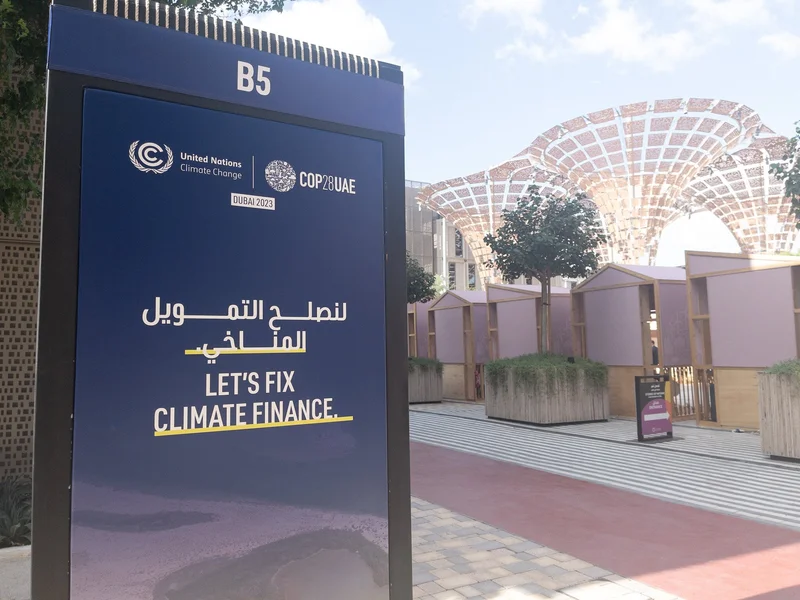 B5
United Nations
Climate Change
COP28UAE
DUBAI 2023
لنصلح التمويل
المناخي.
LET'S FIX
CLIMATE FINANCE.